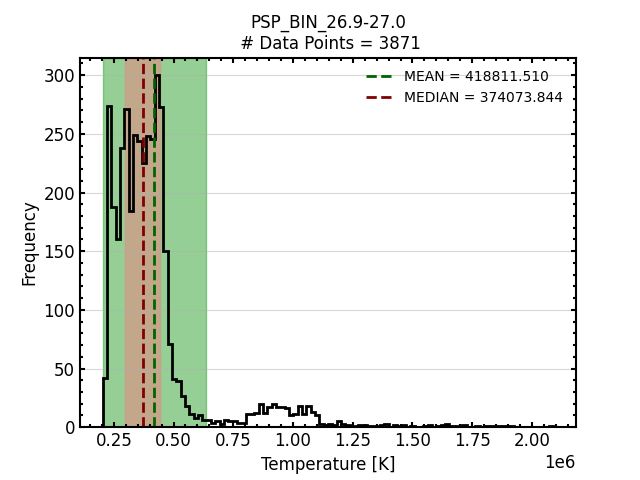 PSP_BIN_26.9-27.0
# Data Points = 3871
MEAN = 418811.510
MEDIAN = 374073.844
Frequency
300
250
200
150
100
50
0
0.25 0.50 0.75 1.00 1.25 1.50 1.75 2.00
Temperature [K]
1e6